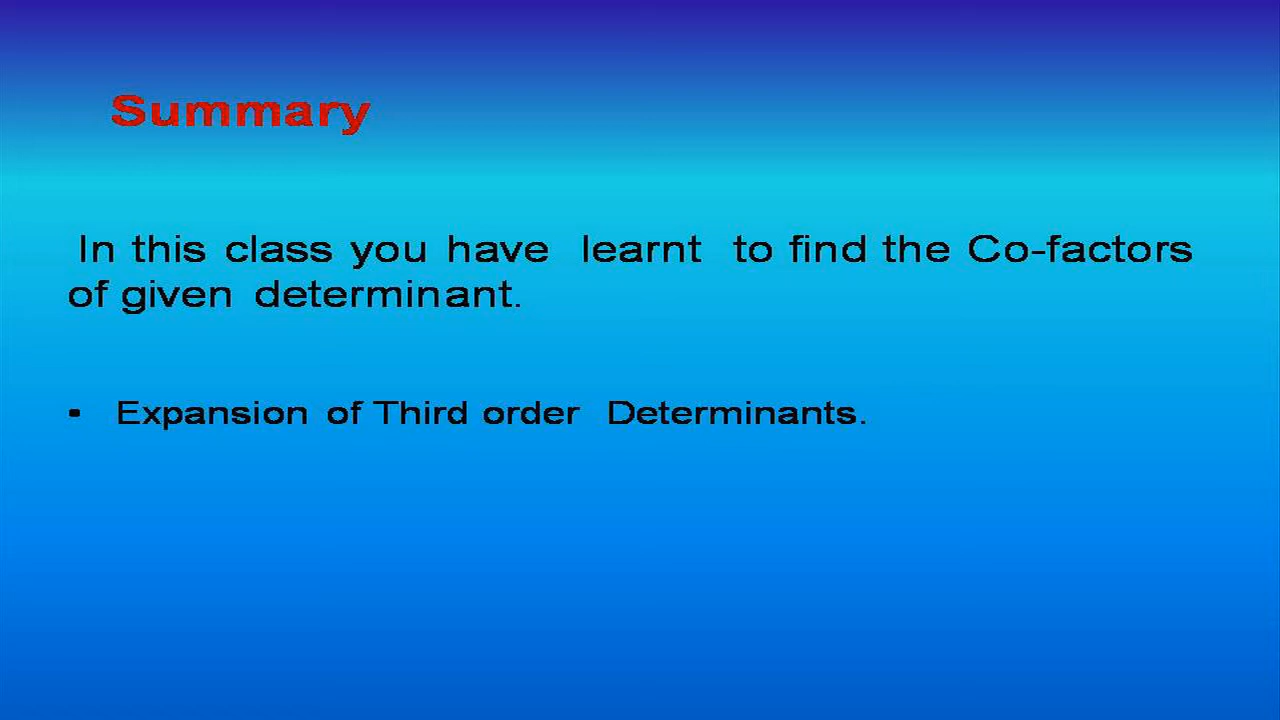 Summary
In this class you have learnt to find the Co-factors
of given determinant.
• Expansion of Third order Determinants.